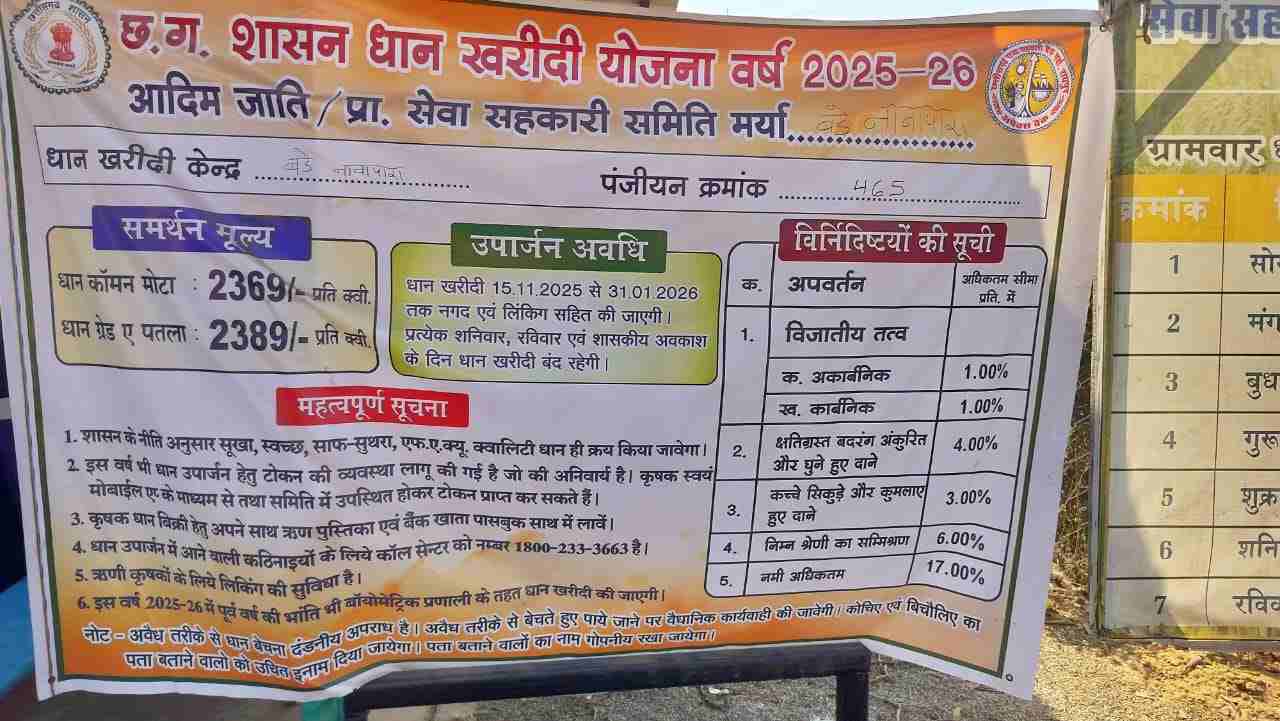 छत्तीसगढ़ शासन
छ.ग. शासन धान खरीदी योजना वर्ष 2025-26
आदिम जाति/प्रा. सेवा सहकारी समिति मर्या. बडे नावापारा
धान खरीदी केन्द्र बडे नावापारा
पंजीयन क्रमांक 465
समर्थन मूल्य
धान कॉमन मोटा : 2369/- प्रति क्वी.
धान ग्रेड ए पतला : 2389/- प्रति क्वी.
उपार्जन अवधि
धान खरीदी 15.11.2025 से 31.01.2026
तक नगद एवं लिंकिंग सहित की जाएगी।
प्रत्येक शनिवार, रविवार एवं शासकीय अवकाश
के दिन धान खरीदी बंद रहेगी।
महत्वपूर्ण सूचना
1. शासन के नीति अनुसार सूखा, स्वच्छ, साफ-सुथरा, एफ.ए.क्यू. क्वालिटी धान ही क्रय किया जावेगा।
2. इस वर्ष भी धान उपार्जन हेतु टोकन की व्यवस्था लागू की गई है जो की अनिवार्य है। कृषक स्वयं
मोबाईल एप के माध्यम से तथा समिति में उपस्थित होकर टोकन प्राप्त कर सकते हैं।
3. कृषक धान बिक्री हेतु अपने साथ ऋण पुस्तिका एवं बैंक खाता पासबुक साथ में लावें।
4. धान उपार्जन में आने वाली कठिनाइयों के लिये कॉल सेन्टर को नम्बर 1800-233-3663 है।
5. ऋणी कृषकों के लिये लिंकिंग की सुविधा है।
6. इस वर्ष 2025-26 में पूर्व वर्ष की भांति भी बॉयोमेट्रिक प्रणाली के तहत धान खरीदी की जाएगी।
नोट - अवैध तरीके से धान बेचना दंडनीय अपराध है। अवैध तरीके से बेचते हुए पाये जाने पर वैधानिक कार्यवाही की जावेगी। कोचिए एवं बिचौलिए का
पता बताने वालो को उचित इनाम दिया जायेगा। पता बताने वालों का नाम गोपनीय रखा जायेगा।
विर्निदिष्टयों की सूची
क. अपवर्तन अधिकतम सीमा
प्रति. में
1. विजातीय तत्व
क. अकार्बनिक 1.00%
ख. कार्बनिक 1.00%
2. क्षतिग्रस्त बदरंग अंकुरित 4.00%
और घुने हुए दाने
3. कच्चे सिकुड़े और कुमलाए 3.00%
हुए दाने
4. निम्न श्रेणी का सम्मिश्रण 6.00%
5. नमी अधिकतम 17.00%
सेवा सह
ग्रामवार
क्रमांक
1
2
3
4
5
6
7